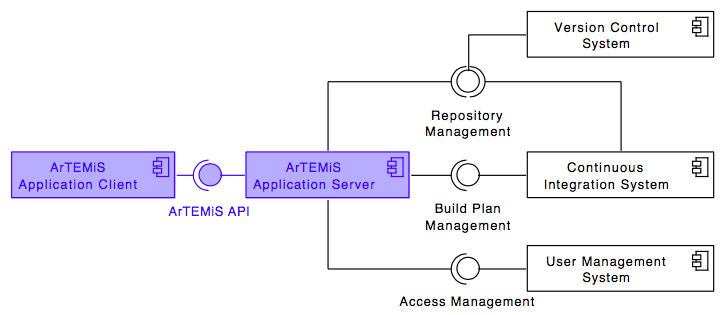 Version Control
System
Repository
Management
ArTEMiS
Application Client
ArTEMiS API
ArTEMiS
Application Server
Continuous
Integration System
Build Plan
Management
User Management
System
Access Management